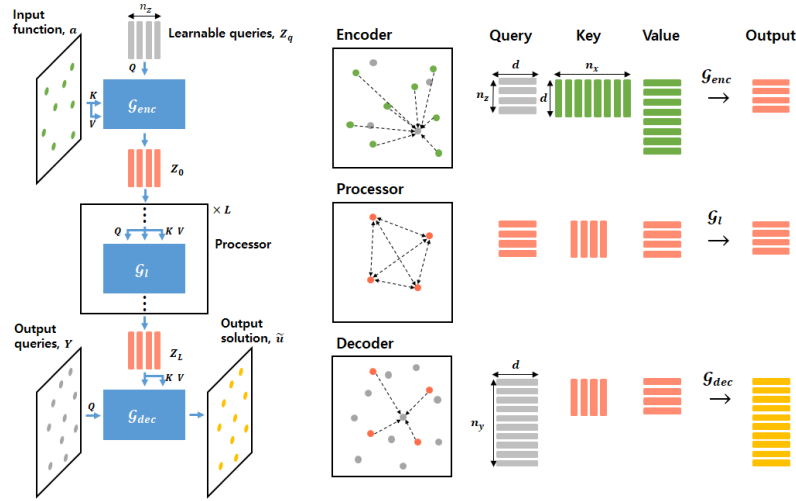 Input
function, a
n_z
Learnable queries, Z_q
Q
K
V
𝒢_enc
Z_0
× L
Processor
Q
K V
𝒢_l
Output
queries, Y
Z_L
K V
Q
𝒢_dec
Output
solution, ũ
Encoder
Processor
Decoder
Query
Key
Value
Output
d
n_z
n_x
d
𝒢_enc
𝒢_l
d
n_y
𝒢_dec